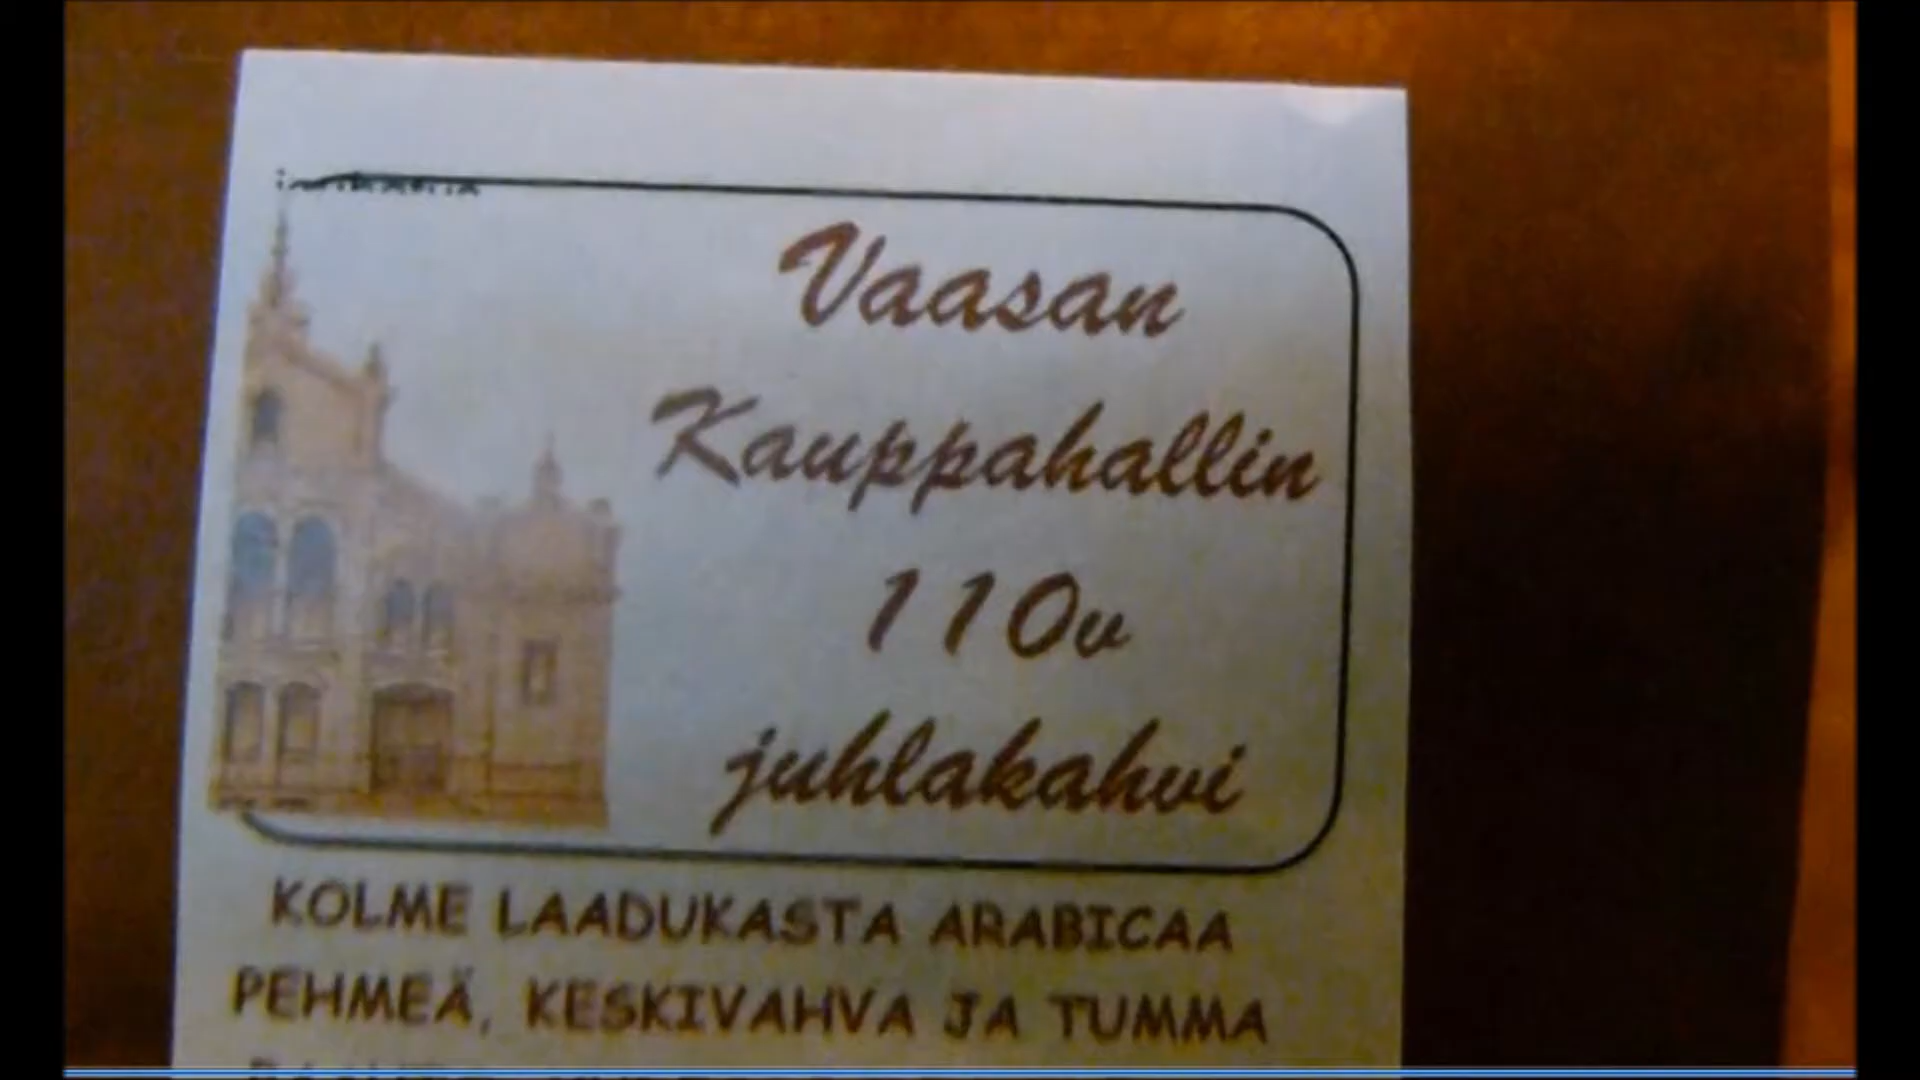 Vaasan
Kauppahallin
110v
juhlakahvi
KOLME LAADUKASTA ARABICAA
PEHMEÄ, KESKIVAHVA JA TUMMA